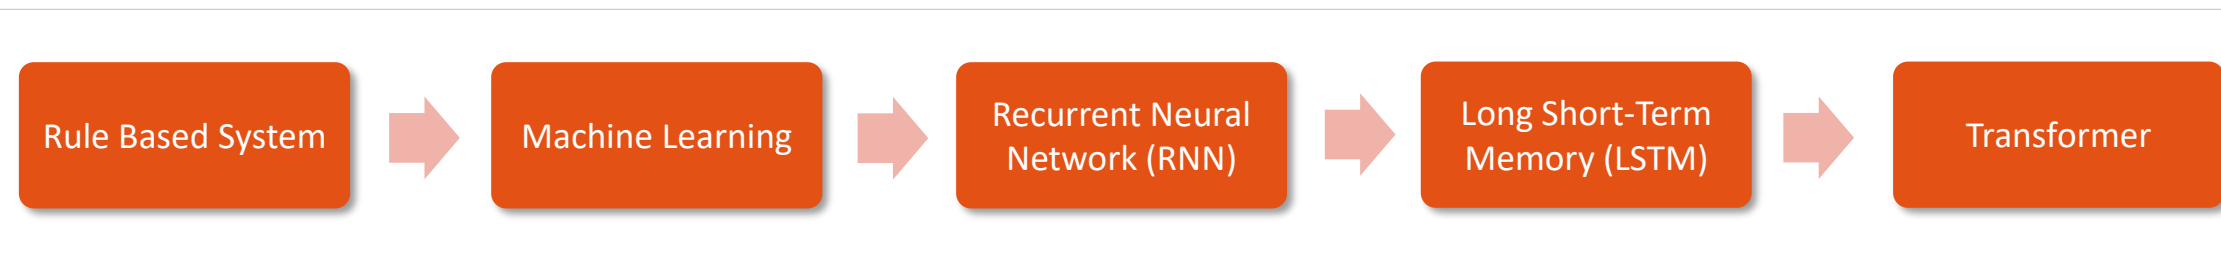 Rule Based System
Machine Learning
Recurrent Neural
Network (RNN)
Long Short-Term
Memory (LSTM)
Transformer